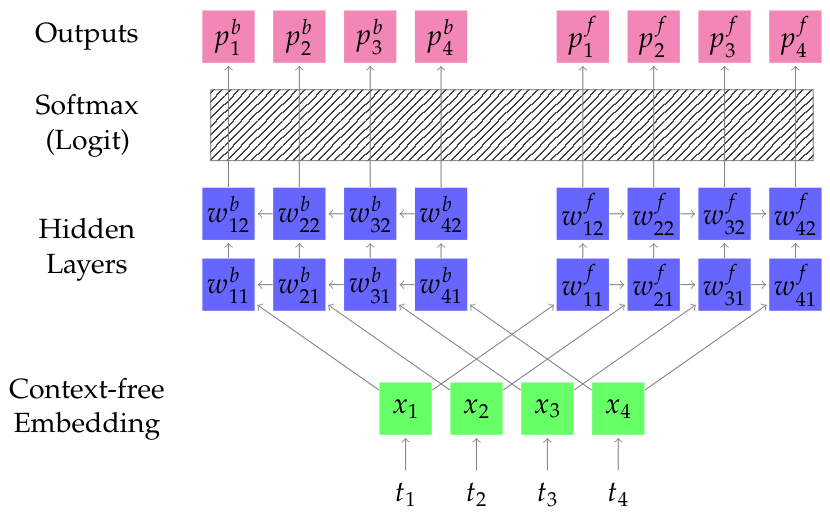 Outputs
p_1^b p_2^b p_3^b p_4^b p_1^f p_2^f p_3^f p_4^f
Softmax
(Logit)
w_{12}^b w_{22}^b w_{32}^b w_{42}^b w_{12}^f w_{22}^f w_{32}^f w_{42}^f
Hidden
Layers
w_{11}^b w_{21}^b w_{31}^b w_{41}^b w_{11}^f w_{21}^f w_{31}^f w_{41}^f
Context-free
Embedding
x_1 x_2 x_3 x_4
t_1 t_2 t_3 t_4